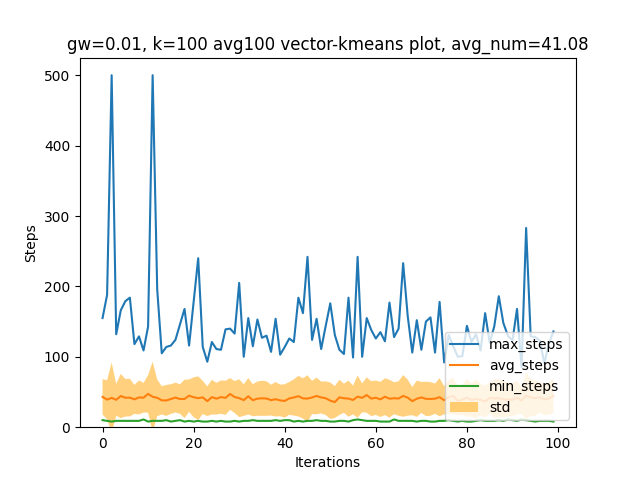 gw=0.01, k=100 avg100 vector-kmeans plot, avg_num=41.08
500
400
300
200
100
0
Steps
max_steps
avg_steps
min_steps
std
0 20 40 60 80 100
Iterations